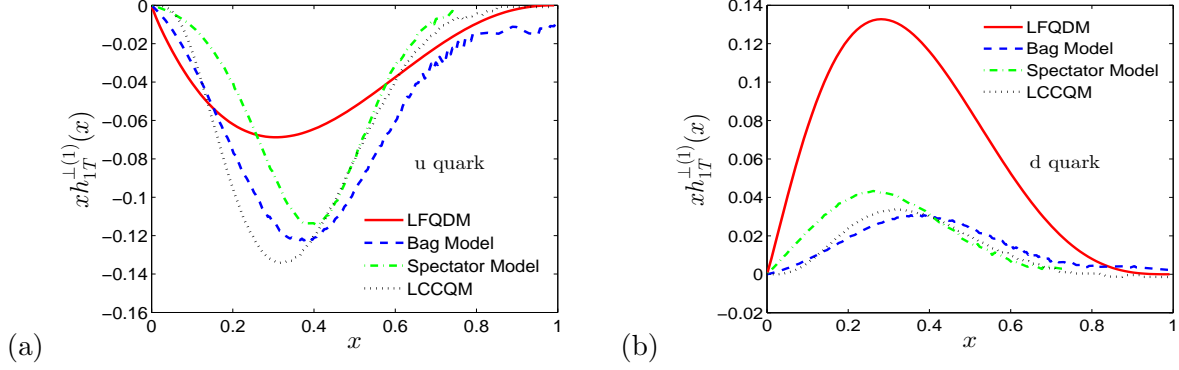 0
−0.02
−0.04
−0.06
−0.08
−0.1
−0.12
−0.14
−0.16
0 0.2 0.4 0.6 0.8 1
xh_{1T}^{⊥(1)}(x)
x
u quark
LFQDM
Bag Model
Spectator Model
LCCQM
(a)
0.14
0.12
0.1
0.08
0.06
0.04
0.02
0
−0.02
0 0.2 0.4 0.6 0.8 1
xh_{1T}^{⊥(1)}(x)
x
LFQDM
Bag Model
Spectator Model
LCCQM
d quark
(b)